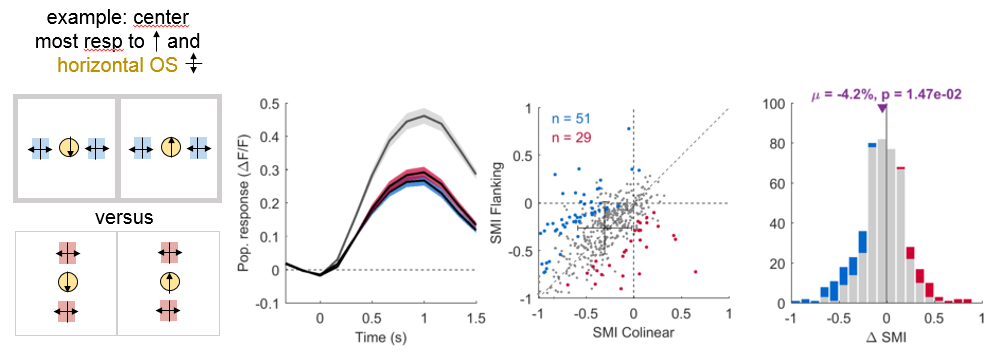 example: center
most resp to ↑ and
horizontal OS
versus
0.5
0.4
0.3
0.2
0.1
0
-0.1
Pop. response (ΔF/F)
0 0.5 1 1.5
Time (s)
n = 51
n = 29
1
0.5
0
-0.5
-1
SMI Flanking
-1 -0.5 0 0.5 1
SMI Colinear
μ = -4.2%, p = 1.47e-02
100
80
60
40
20
0
-1 -0.5 0 0.5 1
Δ SMI